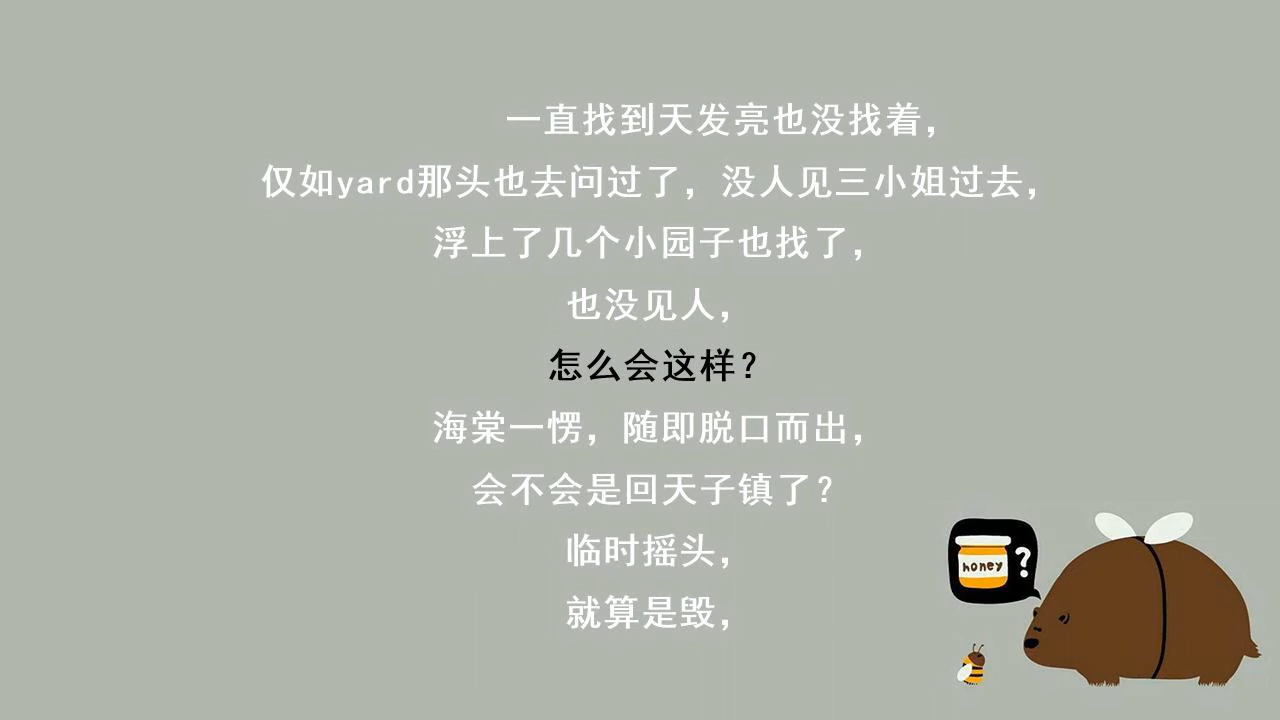 一直找到天发亮也没找着，
仅如yard那头也去问过了，没人见三小姐过去，
浮上了几个小园子也找了，
也没见人，
怎么会这样？
海棠一愣，随即脱口而出，
会不会是回天子镇了？
临时摇头，
就算是毁，
honey
?